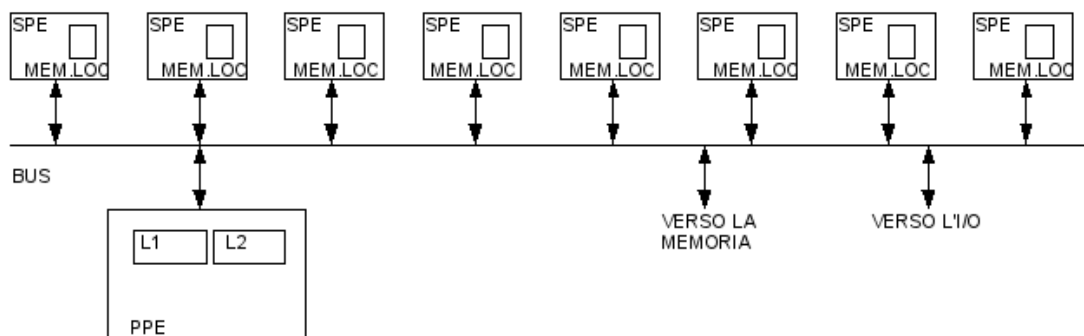 SPE
MEM.LOC
SPE
MEM.LOC
SPE
MEM.LOC
SPE
MEM.LOC
SPE
MEM.LOC
SPE
MEM.LOC
SPE
MEM.LOC
SPE
MEM.LOC
BUS
VERSO LA
MEMORIA
VERSO L'I/O
L1
L2
PPE